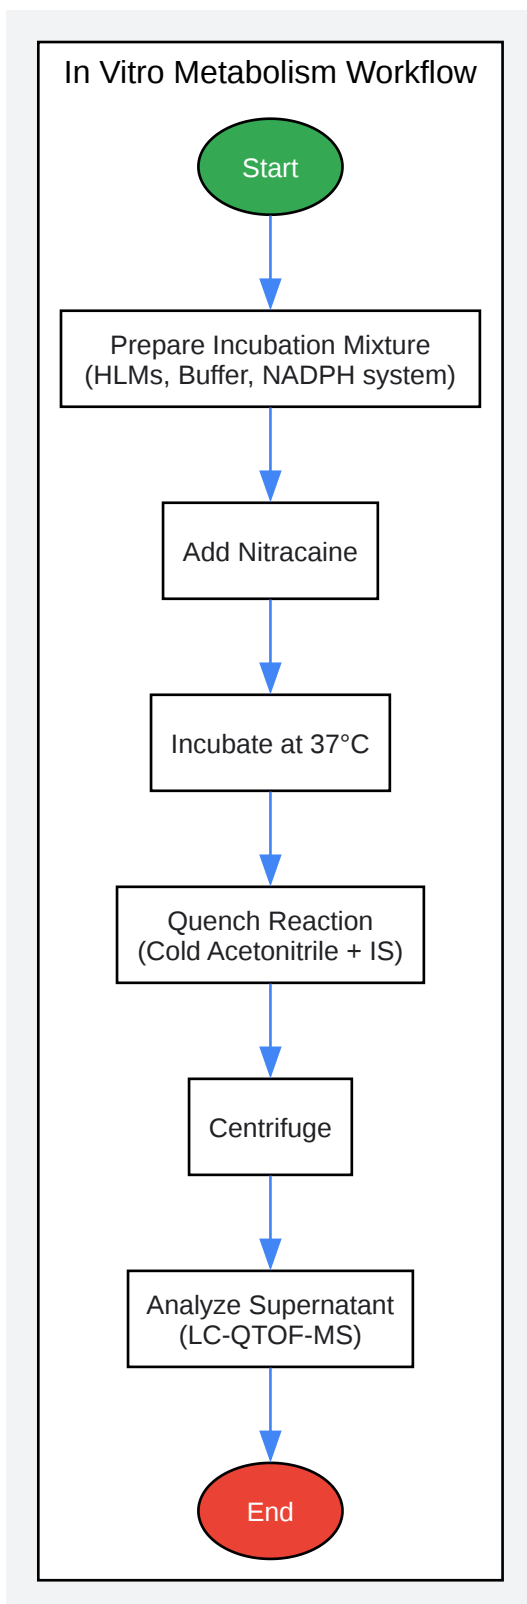 In Vitro Metabolism Workflow
Start
Prepare Incubation Mixture
(HLMs, Buffer, NADPH system)
Add Nitracaine
Incubate at 37°C
Quench Reaction
(Cold Acetonitrile + IS)
Centrifuge
Analyze Supernatant
(LC-QTOF-MS)
End